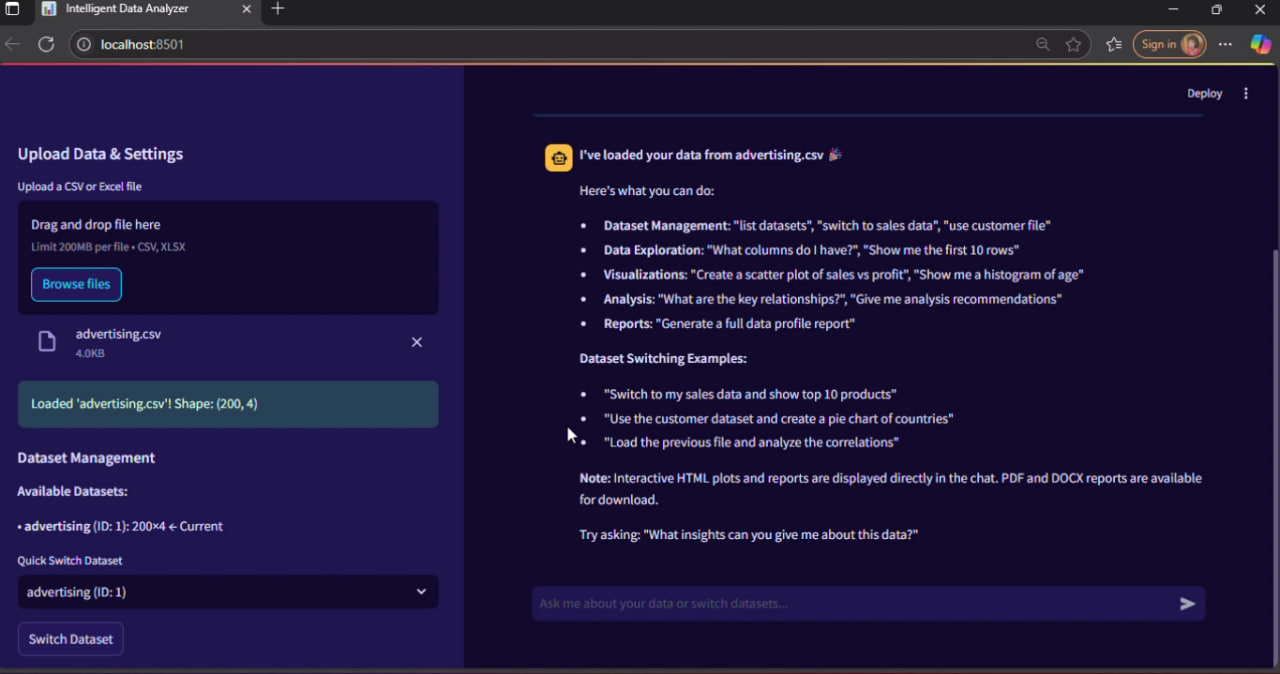 Intelligent Data Analyzer
localhost:8501
Sign in
Deploy
Upload Data & Settings
Upload a CSV or Excel file
Drag and drop file here
Limit 200MB per file • CSV, XLSX
Browse files
advertising.csv
4.0KB
Loaded 'advertising.csv'! Shape: (200, 4)
Dataset Management
Available Datasets:
• advertising (ID: 1): 200×4 ← Current
Quick Switch Dataset
advertising (ID: 1)
Switch Dataset
I've loaded your data from advertising.csv 🎉
Here's what you can do:
• Dataset Management: "list datasets", "switch to sales data", "use customer file"
• Data Exploration: "What columns do I have?", "Show me the first 10 rows"
• Visualizations: "Create a scatter plot of sales vs profit", "Show me a histogram of age"
• Analysis: "What are the key relationships?", "Give me analysis recommendations"
• Reports: "Generate a full data profile report"
Dataset Switching Examples:
• "Switch to my sales data and show top 10 products"
• "Use the customer dataset and create a pie chart of countries"
• "Load the previous file and analyze the correlations"
Note: Interactive HTML plots and reports are displayed directly in the chat. PDF and DOCX reports are available
for download.
Try asking: "What insights can you give me about this data?"
Ask me about your data or switch datasets...